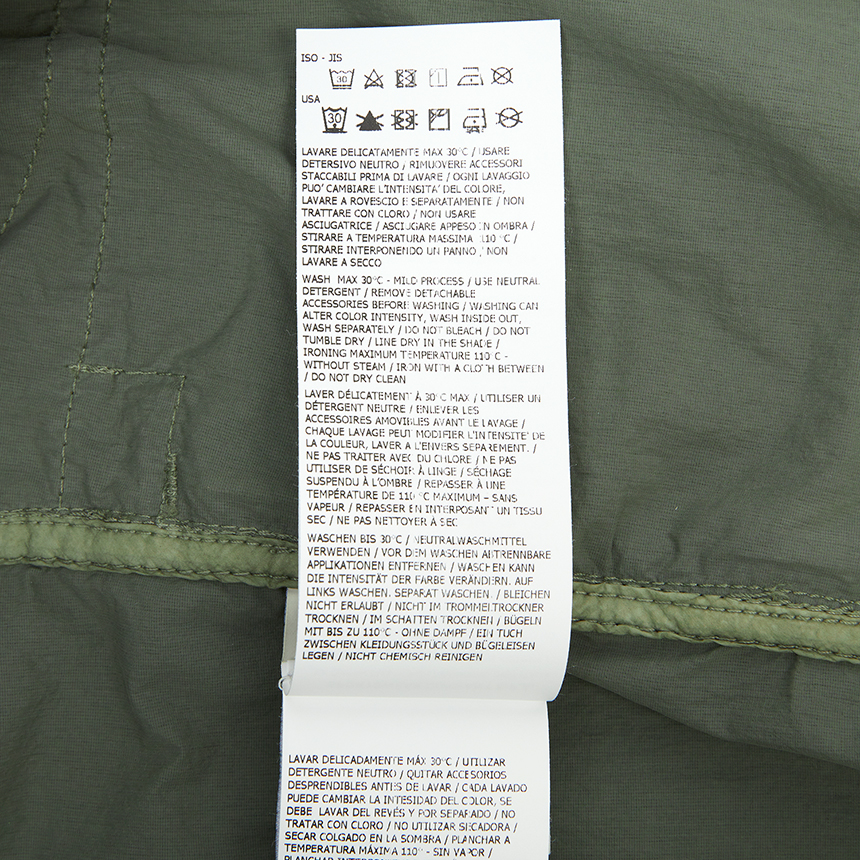 ISO - JIS
30
USA
30
LAVARE DELICATAMENTE MAX 30°C / USARE
DETERSIVO NEUTRO / RIMUOVERE ACCESSORI
STACCABILI PRIMA DI LAVARE / OGNI LAVAGGIO
PUO' CAMBIARE L'INTENSITA' DEL COLORE,
LAVARE A ROVESCIO E SEPARATAMENTE / NON
TRATTARE CON CLORO / NON USARE
ASCIUGATRICE / ASCIUGARE APPESO IN OMBRA /
STIRARE A TEMPERATURA MASSIMA 110°C /
STIRARE INTERPONENDO UN PANNO / NON
LAVARE A SECCO
WASH MAX 30°C - MILD PROCESS / USE NEUTRAL
DETERGENT / REMOVE DETACHABLE
ACCESSORIES BEFORE WASHING / WASHING CAN
ALTER COLOR INTENSITY, WASH INSIDE OUT,
WASH SEPARATELY / DO NOT BLEACH / DO NOT
TUMBLE DRY / LINE DRY IN THE SHADE /
IRONING MAXIMUM TEMPERATURE 110°C -
WITHOUT STEAM / IRON WITH A CLOTH BETWEEN
/ DO NOT DRY CLEAN
LAVER DÉLICATEMENT À 30°C MAX / UTILISER UN
DÉTERGENT NEUTRE / ENLEVER LES
ACCESSOIRES AMOVIBLES AVANT LE LAVAGE /
CHAQUE LAVAGE PEUT MODIFIER L'INTENSITE' DE
LA COULEUR, LAVER A L'ENVERS SEPAREMENT. /
NE PAS TRAITER AVEC DU CHLORE / NE PAS
UTILISER DE SÉCHOIR À LINGE / SÉCHAGE
SUSPENDU À L'OMBRE / REPASSER À UNE
TEMPÉRATURE DE 110°C MAXIMUM – SANS
VAPEUR / REPASSER EN INTERPOSANT UN TISSU
SEC / NE PAS NETTOYER À SEC
WASCHEN BIS 30°C / NEUTRALWASCHMITTEL
VERWENDEN / VOR DEM WASCHEN ABTRENNBARE
APPLIKATIONEN ENTFERNEN / WASCHEN KANN
DIE INTENSITÄT DER FARBE VERÄNDERN. AUF
LINKS WASCHEN. SEPARAT WASCHEN. / BLEICHEN
NICHT ERLAUBT / NICHT IM TROMMELTROCKNER
TROCKNEN / IM SCHATTEN TROCKNEN / BÜGELN
MIT BIS ZU 110°C - OHNE DAMPF / EIN TUCH
ZWISCHEN KLEIDUNGSSTÜCK UND BÜGELEISEN
LEGEN / NICHT CHEMISCH REINIGEN
LAVAR DELICADAMENTE MÁX 30°C / UTILIZAR
DETERGENTE NEUTRO / QUITAR ACCESORIOS
DESPRENDIBLES ANTES DE LAVAR / CADA LAVADO
PUEDE CAMBIAR LA INTESIDAD DEL COLOR, SE
DEBE LAVAR DEL REVÉS Y POR SEPARADO / NO
TRATAR CON CLORO / NO UTILIZAR SECADORA /
SECAR COLGADO EN LA SOMBRA / PLANCHAR A
TEMPERATURA MÁXIMA 110° - SIN VAPOR /
PLANCHAR